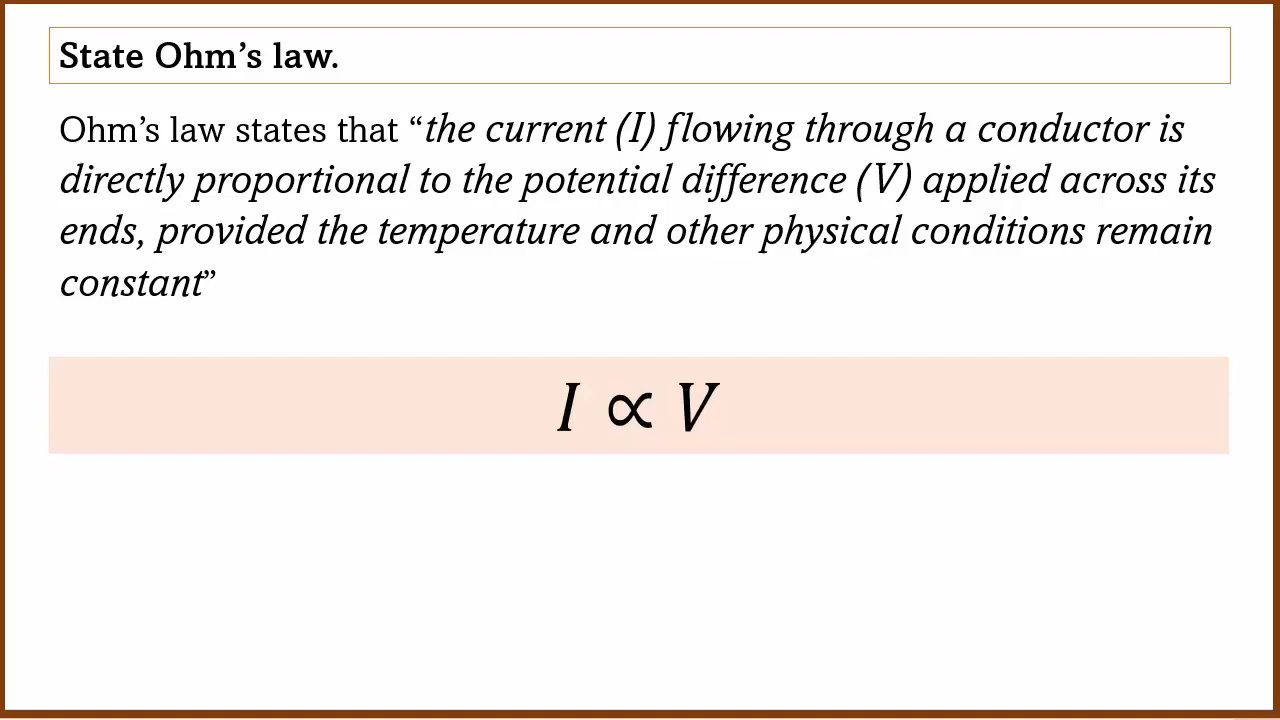 State Ohm’s law.
Ohm’s law states that “the current (I) flowing through a conductor is
directly proportional to the potential difference (V) applied across its
ends, provided the temperature and other physical conditions remain
constant”
I ∝ V